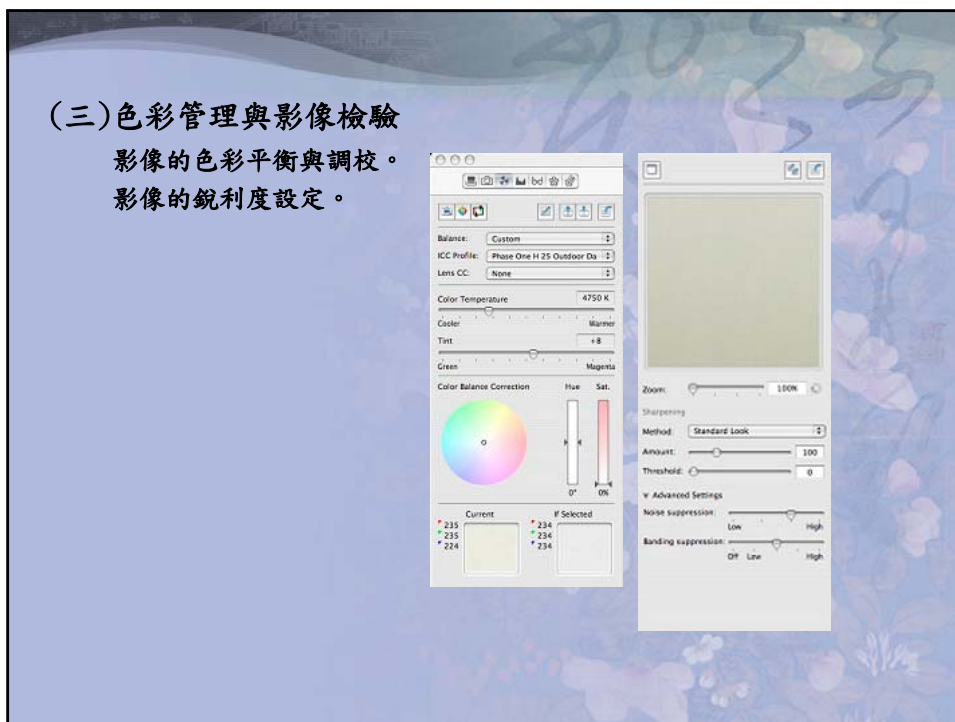 (三)色彩管理與影像檢驗
影像的色彩平衡與調校。
影像的銳利度設定。
Balance: Custom
ICC Profile: Phase One H 25 Outdoor Da
Lens CC: None
Color Temperature 4750 K
Cooler Warmer
Tint +8
Green Magenta
Color Balance Correction Hue Sat.
0° 0%
Current If Selected
235 234
235 234
224 234
Zoom: 100%
Sharpening
Method: Standard Look
Amount: 100
Threshold: 0
Advanced Settings
Noise suppression:
Low High
Banding suppression:
Off Low High